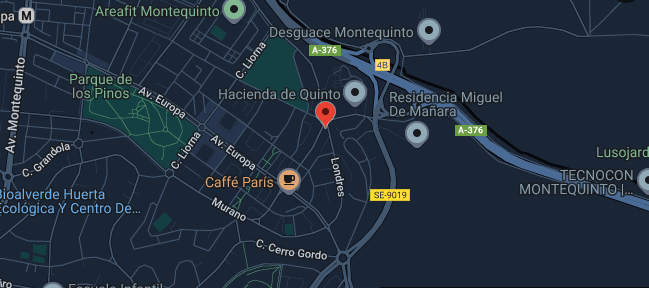 Areafit Montequinto
pa M
Desguace Montequinto
A-376
4B
C. Lioma
Parque de
los Pinos
Av. Europa
Hacienda de Quinto
Residencia Miguel
De Mañara
A-376
Av. Montequinto
C. Grandola
C. Lioma
Av. Europa
Londres
Lusojard
TECNOCON
MONTEQUINTO |...
Caffé París
SE-9019
Bioalverde Huerta
Ecológica Y Centro De...
Murano
C. Cerro Gordo
ro
Escuela Infantil